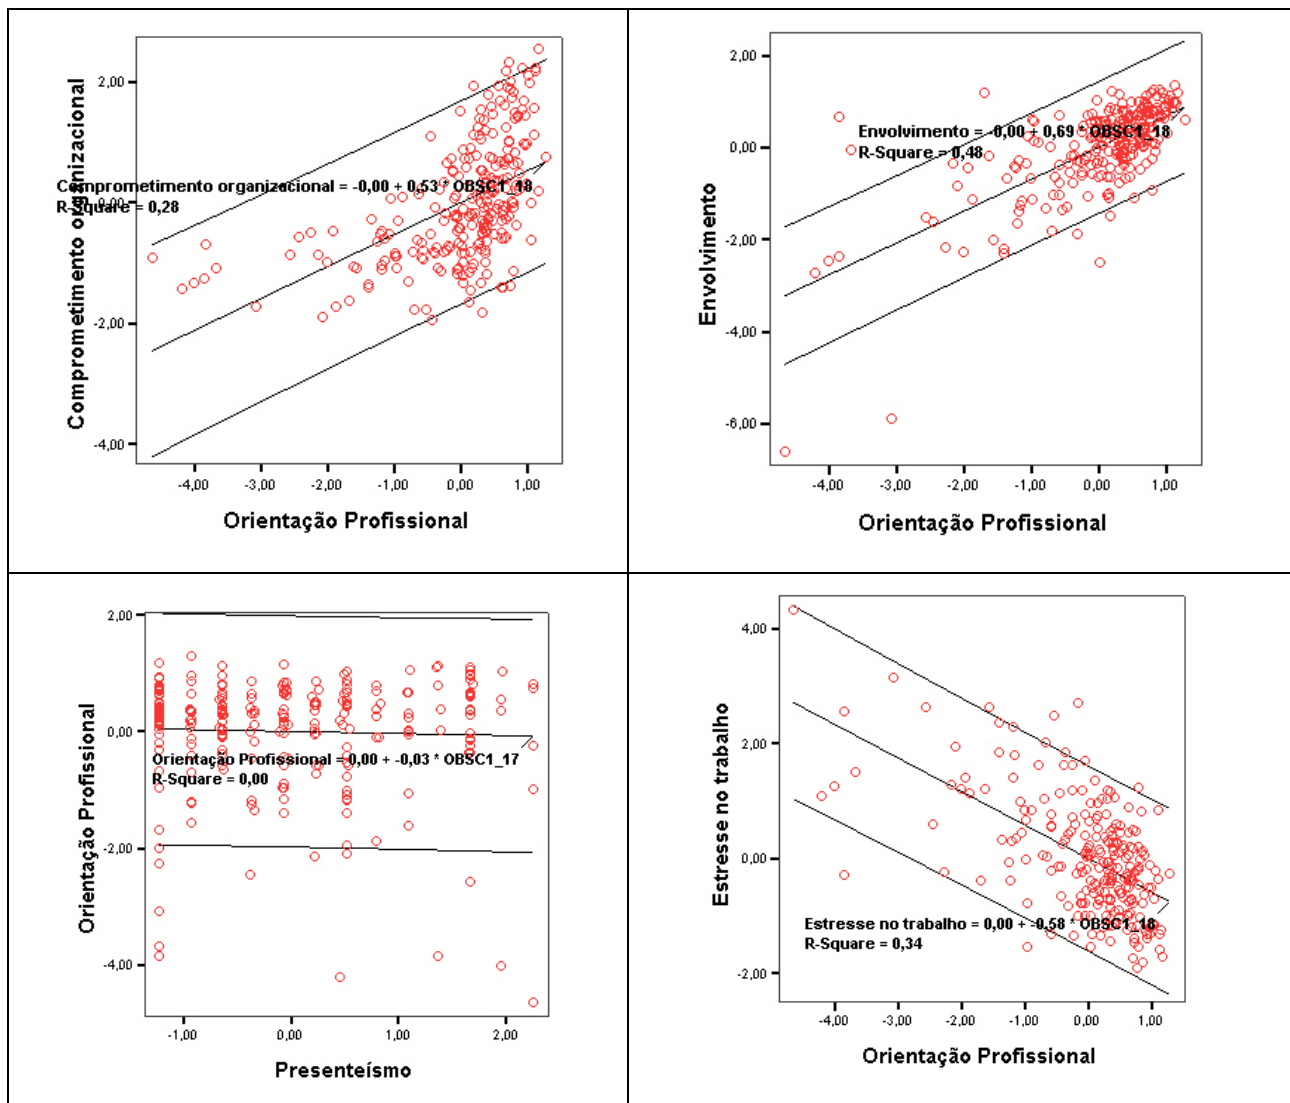 Comprometimento organizacional
2,00
0,00
-2,00
-4,00
Comprometimento organizacional = -0,00 + 0,53 * OBSC1_18
R-Square = 0,28
-4,00 -3,00 -2,00 -1,00 0,00 1,00
Orientação Profissional
Envolvimento
2,00
0,00
-2,00
-4,00
-6,00
Envolvimento = -0,00 + 0,69 * OBSC1_18
R-Square = 0,48
-4,00 -3,00 -2,00 -1,00 0,00 1,00
Orientação Profissional
Orientação Profissional
2,00
0,00
-2,00
-4,00
Orientação Profissional = 0,00 + -0,03 * OBSC1_17
R-Square = 0,00
-1,00 0,00 1,00 2,00
Presenteísmo
Estresse no trabalho
4,00
2,00
0,00
-2,00
Estresse no trabalho = 0,00 + -0,58 * OBSC1_18
R-Square = 0,34
-4,00 -3,00 -2,00 -1,00 0,00 1,00
Orientação Profissional